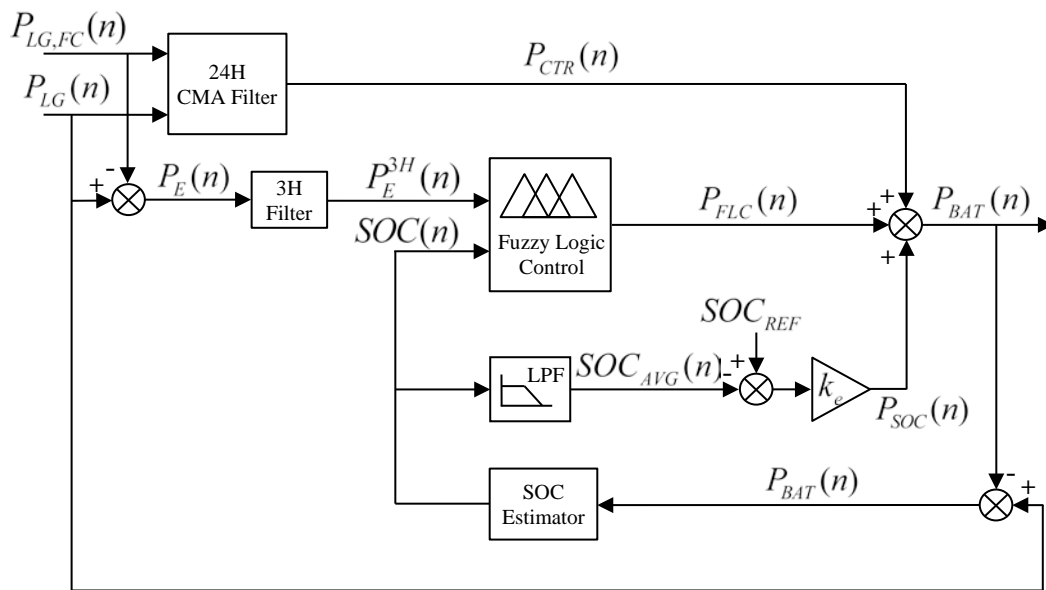 P_{LG,FC}(n)
P_{LG}(n)
24H
CMA Filter
P_{CTR}(n)
-
+
P_E(n)
3H
Filter
P_E^{3H}(n)
SOC(n)
Fuzzy Logic
Control
P_{FLC}(n)
+
+
+
P_{BAT}(n)
SOC_{REF}
LPF
SOC_{AVG}(n)
-
+
k_e
P_{SOC}(n)
SOC
Estimator
P_{BAT}(n)
-
+